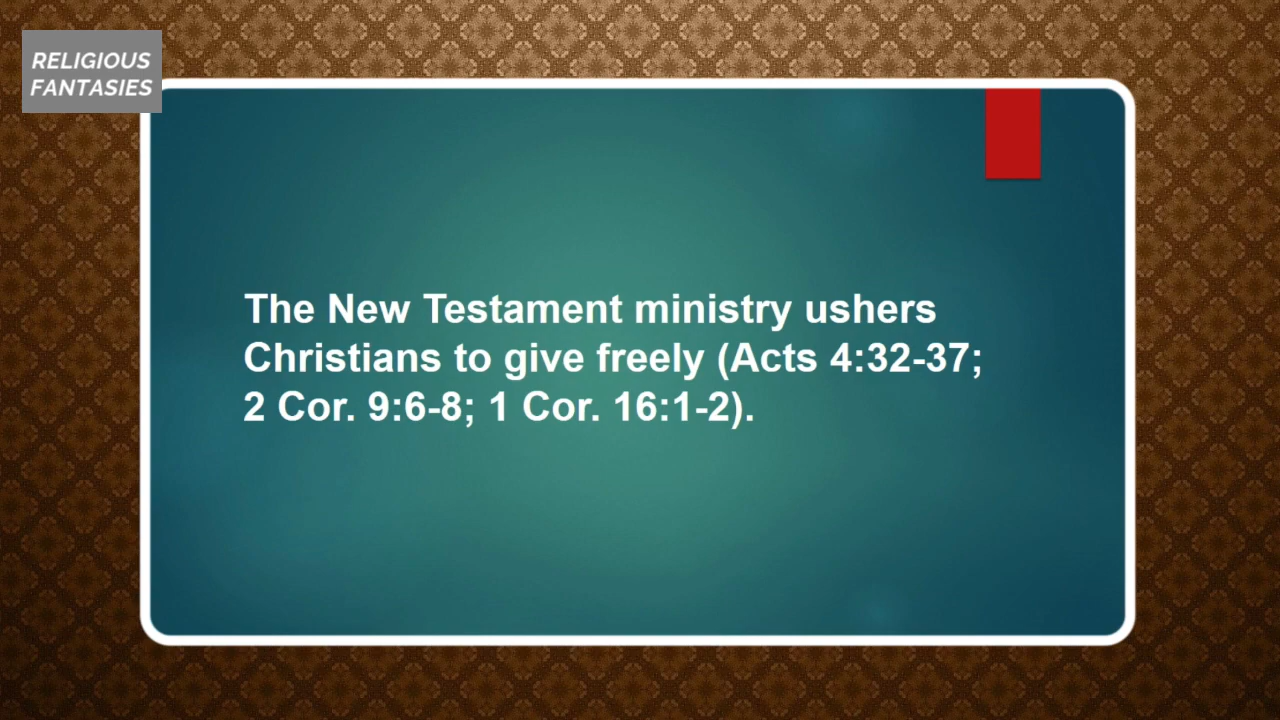 RELIGIOUS
FANTASIES
The New Testament ministry ushers
Christians to give freely (Acts 4:32-37;
2 Cor. 9:6-8; 1 Cor. 16:1-2).